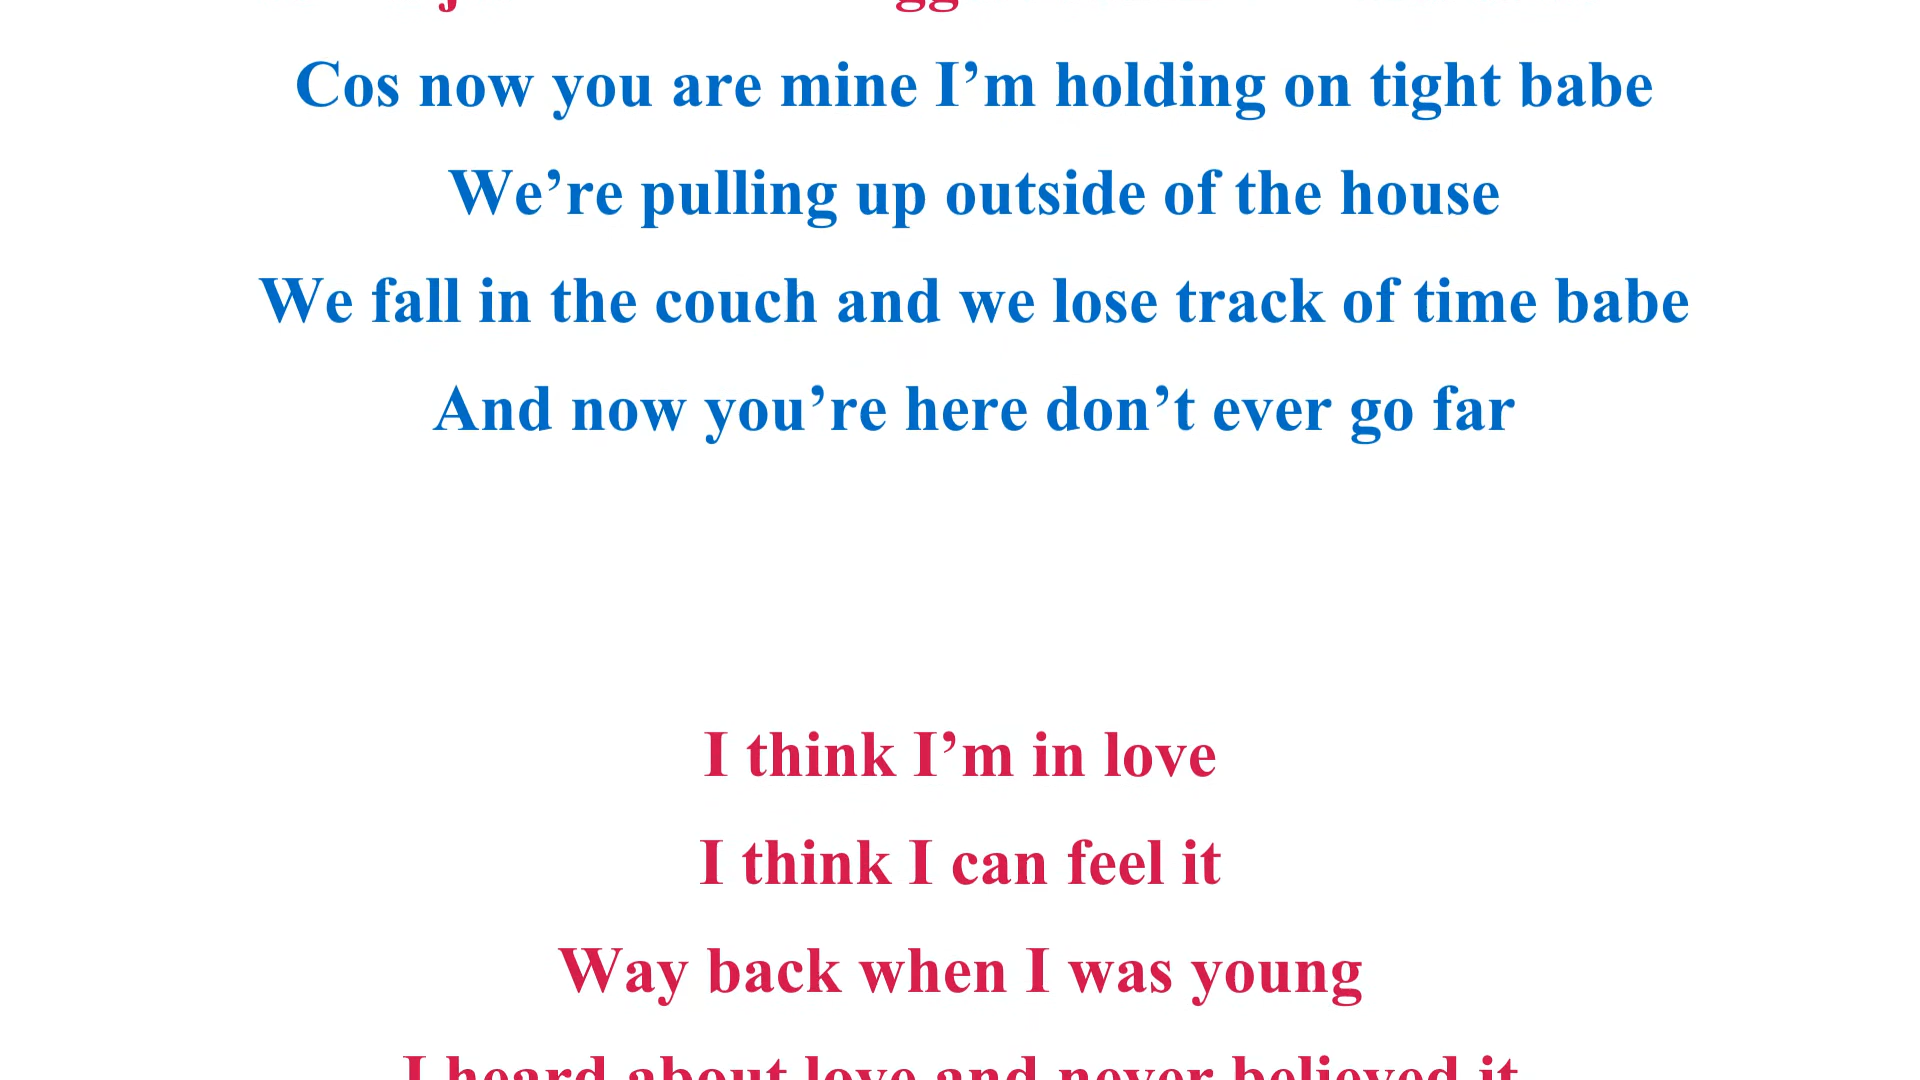 Cos now you are mine I’m holding on tight babe
We’re pulling up outside of the house
We fall in the couch and we lose track of time babe
And now you’re here don’t ever go far
I think I’m in love
I think I can feel it
Way back when I was young
I heard about love and never believed it